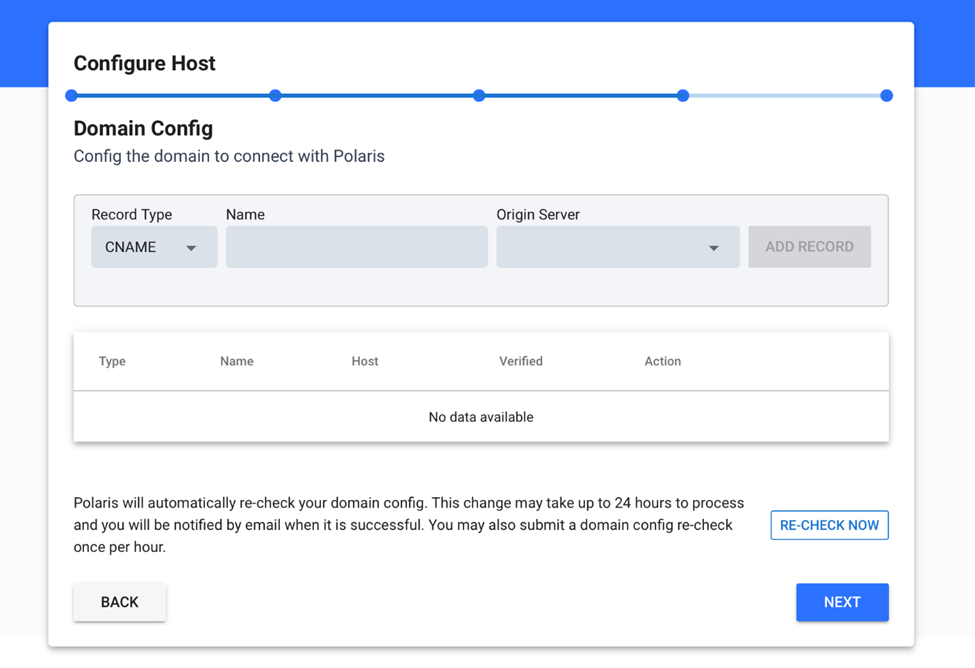 Configure Host
Domain Config
Config the domain to connect with Polaris
Record Type Name Origin Server
CNAME ADD RECORD
Type Name Host Verified Action
No data available
Polaris will automatically re-check your domain config. This change may take up to 24 hours to process
and you will be notified by email when it is successful. You may also submit a domain config re-check
once per hour.
RE-CHECK NOW
BACK NEXT